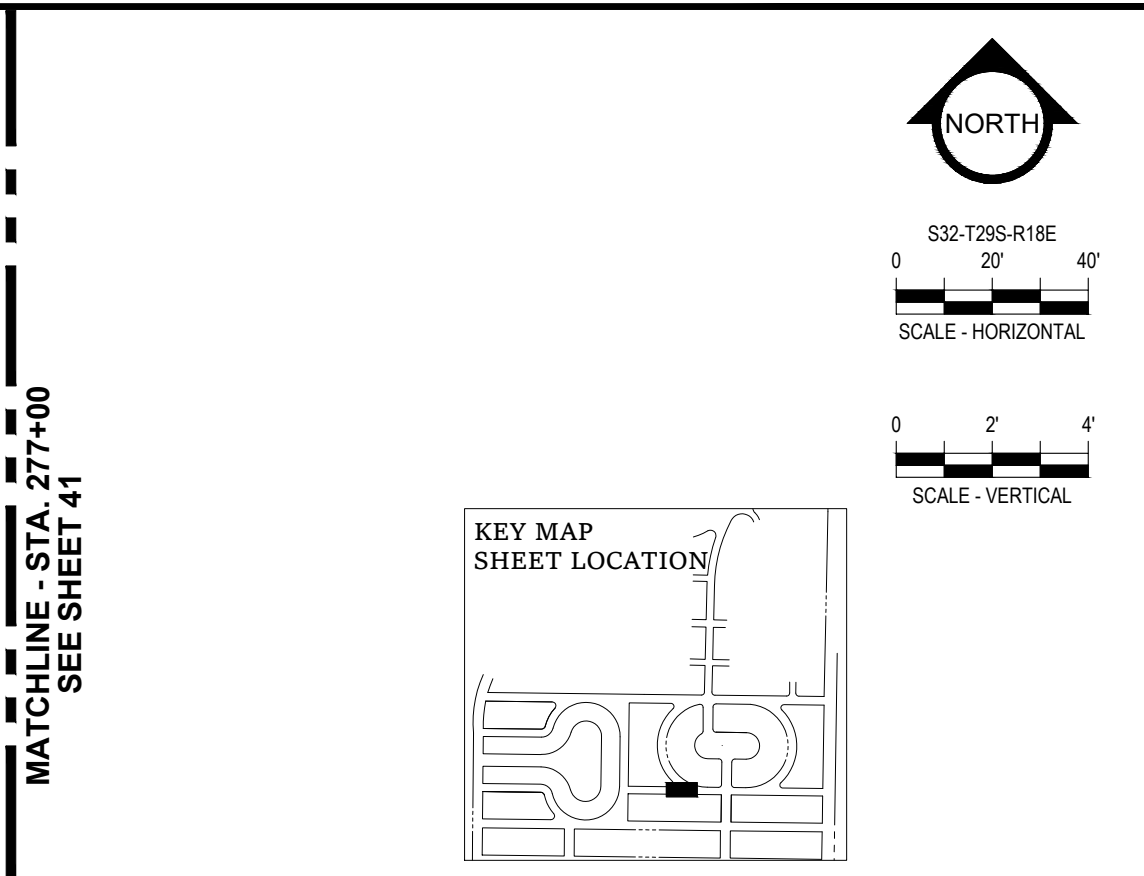 NORTH
S32-T29S-R18E
0 20' 40'
SCALE - HORIZONTAL
0 2' 4'
SCALE - VERTICAL
MATCHLINE - STA. 277+00
SEE SHEET 41
KEY MAP
SHEET LOCATION